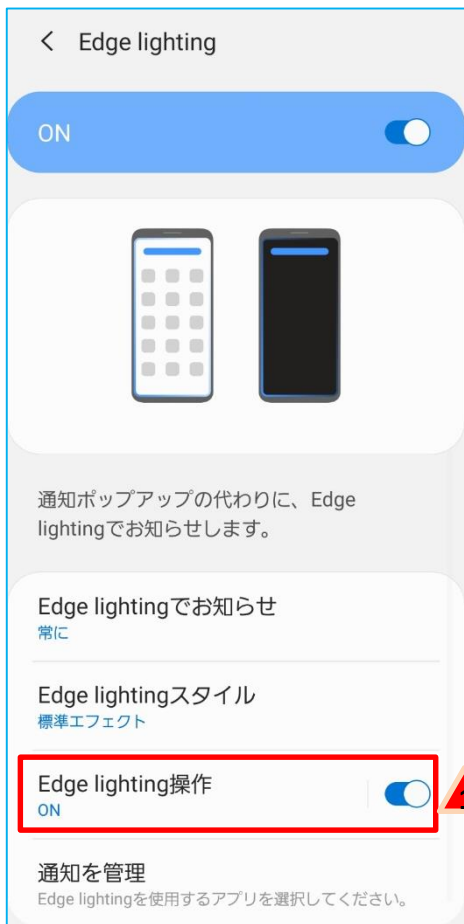 Edge lighting
ON
通知ポップアップの代わりに、Edge
lightingでお知らせします。
Edge lightingでお知らせ
常に
Edge lightingスタイル
標準エフェクト
Edge lighting操作
ON
通知を管理
Edge lightingを使用するアプリを選択してください。